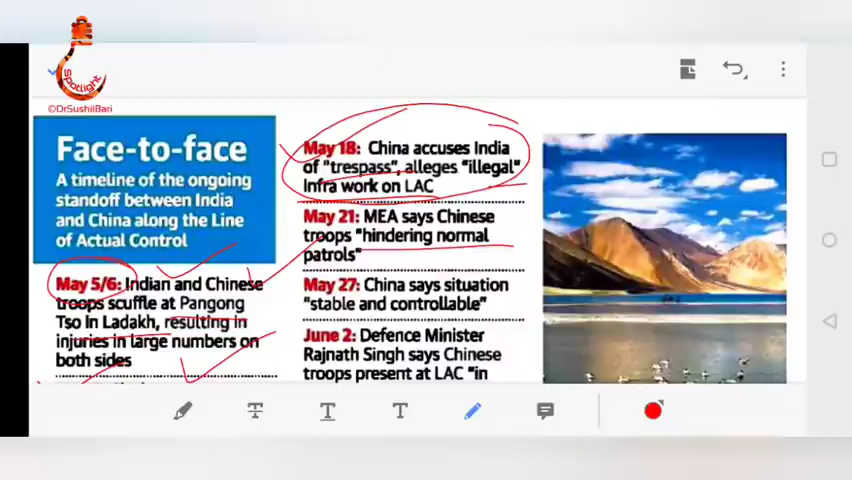 Spotlight
©DrSushilBari
Face-to-face
A timeline of the ongoing
standoff between India
and China along the Line
of Actual Control
May 5/6: Indian and Chinese
troops scuffle at Pangong
Tso in Ladakh, resulting in
injuries in large numbers on
both sides
May 18: China accuses India
of "trespass", alleges "illegal"
infra work on LAC
May 21: MEA says Chinese
troops "hindering normal
patrols"
May 27: China says situation
"stable and controllable"
June 2: Defence Minister
Rajnath Singh says Chinese
troops present at LAC "in
T
T
T